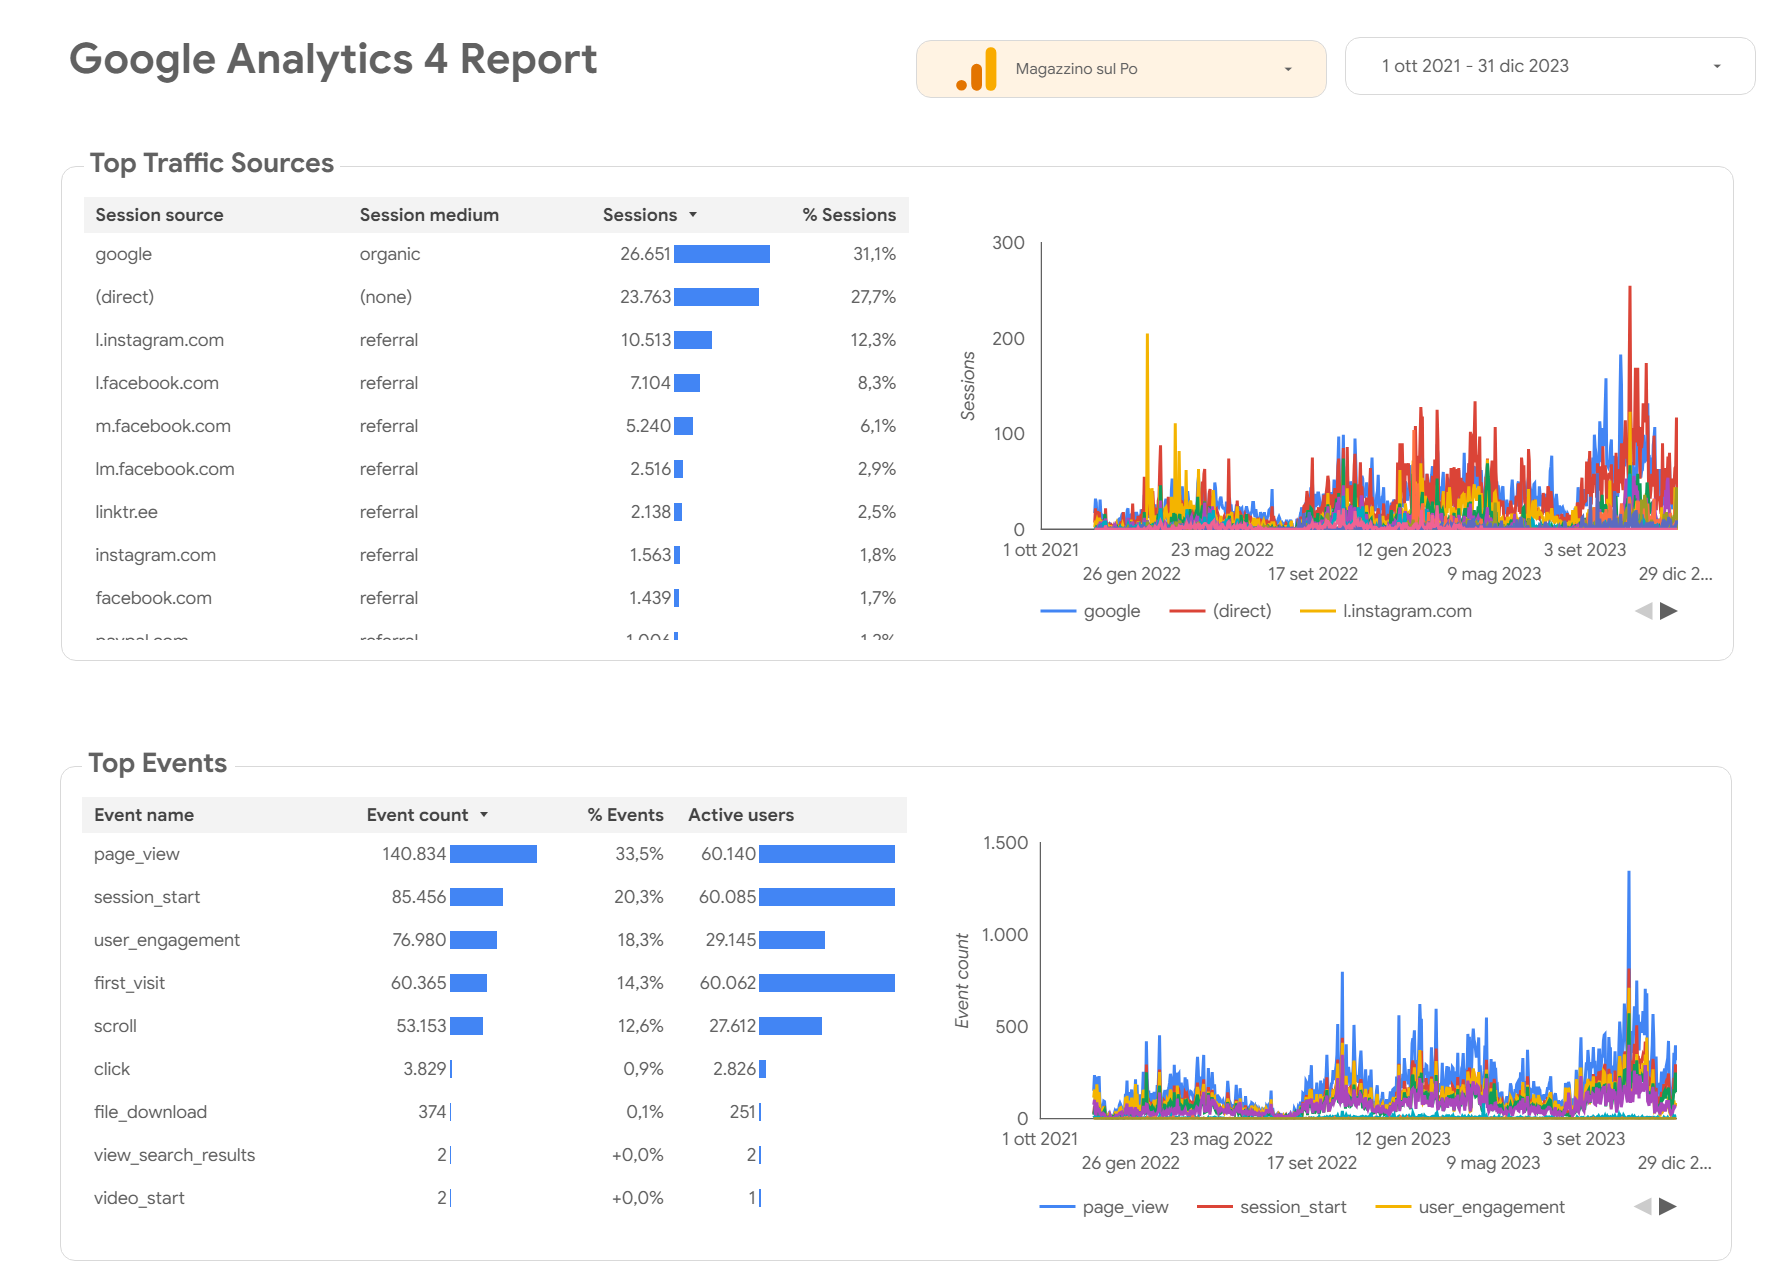 Google Analytics 4 Report
Magazzino sul Po
1 ott 2021 - 31 dic 2023
Top Traffic Sources
Session source Session medium Sessions % Sessions
google organic 26.651 31,1%
(direct) (none) 23.763 27,7%
l.instagram.com referral 10.513 12,3%
l.facebook.com referral 7.104 8,3%
m.facebook.com referral 5.240 6,1%
lm.facebook.com referral 2.516 2,9%
linktr.ee referral 2.138 2,5%
instagram.com referral 1.563 1,8%
facebook.com referral 1.439 1,7%
paypal.com referral 1.006
Sessions
300
200
100
0
1 ott 2021 23 mag 2022 12 gen 2023 3 set 2023
26 gen 2022 17 set 2022 9 mag 2023 29 dic 2...
google (direct) l.instagram.com
Top Events
Event name Event count % Events Active users
page_view 140.834 33,5% 60.140
session_start 85.456 20,3% 60.085
user_engagement 76.980 18,3% 29.145
first_visit 60.365 14,3% 60.062
scroll 53.153 12,6% 27.612
click 3.829 0,9% 2.826
file_download 374 0,1% 251
view_search_results 2 +0,0% 2
video_start 2 +0,0% 1
Event count
1.500
1.000
500
0
1 ott 2021 23 mag 2022 12 gen 2023 3 set 2023
26 gen 2022 17 set 2022 9 mag 2023 29 dic 2...
page_view session_start user_engagement